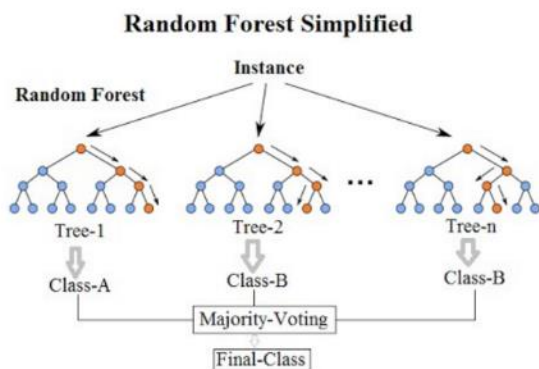 Random Forest Simplified
Instance
Random Forest
...
Tree-1 Tree-2 Tree-n
Class-A Class-B Class-B
Majority-Voting
Final-Class